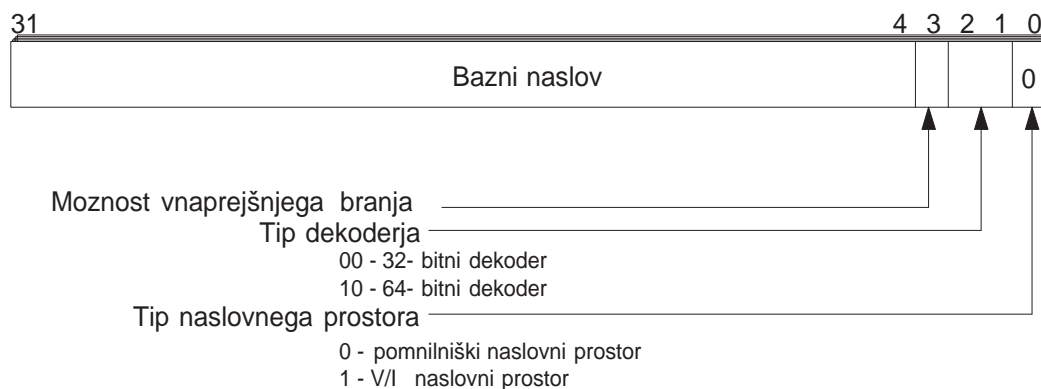 31 4 3 2 1 0
Bazni naslov 0
Moznost vnaprejšnjega branja
Tip dekoderja
00 - 32- bitni dekoder
10 - 64- bitni dekoder
Tip naslovnega prostora
0 - pomnilniški naslovni prostor
1 - V/I naslovni prostor